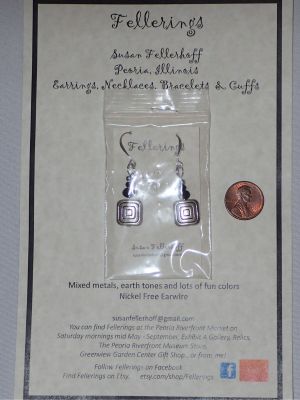 Fellerings
Susan Fellerhoff
Peoria, Illinois
Earrings, Necklaces, Bracelets & Cuffs
Fellerings
Susan Fellerhoff
Mixed metals, earth tones and lots of fun colors
Nickel Free Earwire
susanfellerhoff@gmail.com
You can find Fellerings at the Peoria Riverfront Market on
Saturday mornings mid May - September, Exhibit A Gallery, Relics,
The Peoria Riverfront Museum Store,
Greenview Garden Center Gift Shop... or from me!
Follow Fellerings on Facebook
Find Fellerings on Etsy. etsy.com/shop/Fellerings
f